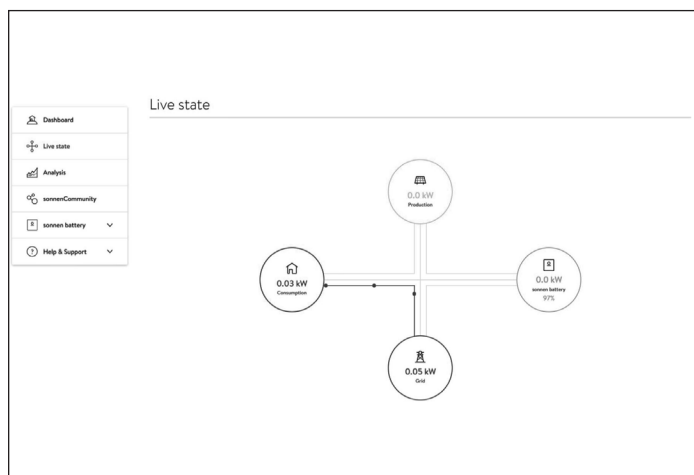 Live state
Dashboard
Live state
Analysis
sonnenCommunity
sonnen battery
Help & Support
0.0 kW
Production
0.03 kW
Consumption
0.0 kW
sonnen battery
97%
0.05 kW
Grid